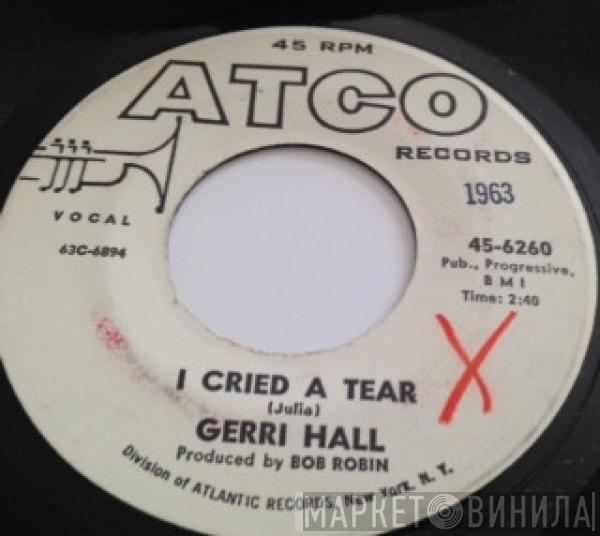 45 RPM
ATCO
RECORDS
VOCAL
63C-6894
1963
45-6260
Pub., Progressive,
BMI
Time: 2:40
X
I CRIED A TEAR
(Julia)
GERRI HALL
Produced by BOB ROBIN
Division of ATLANTIC RECORDS, New York, N. Y.
МАРКЕТ ВИНИЛА